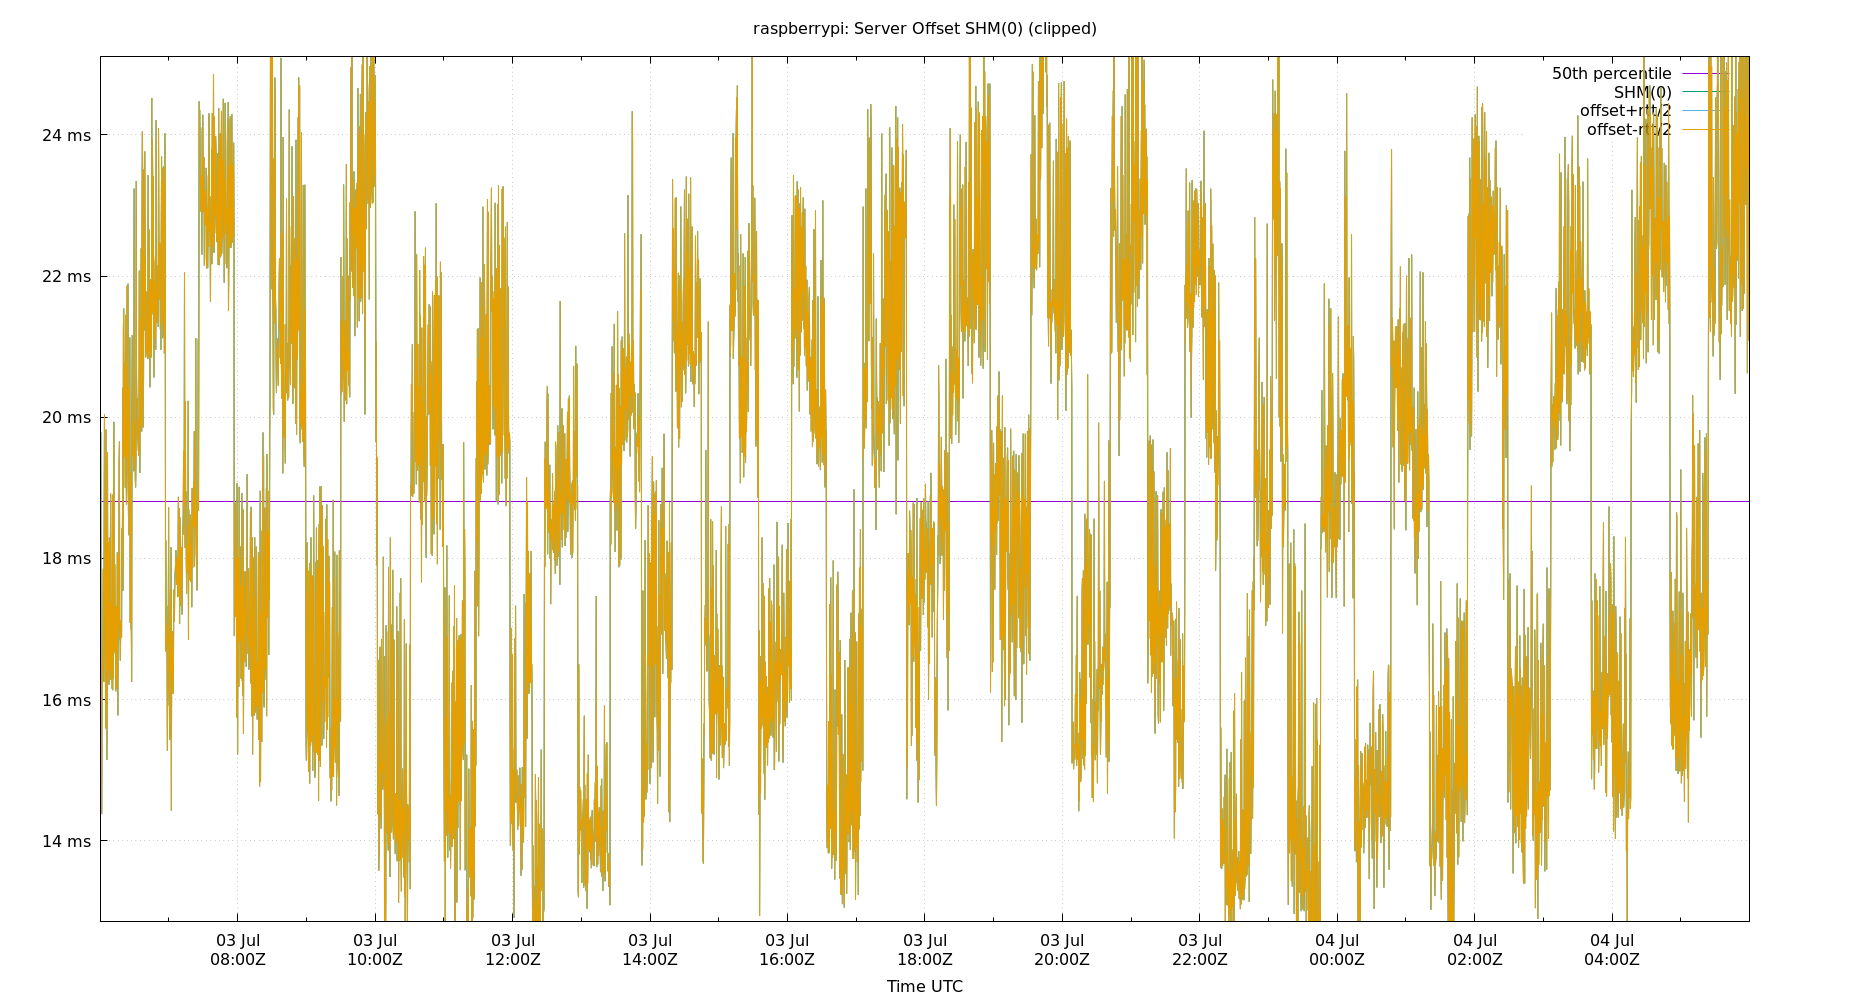 raspberrypi: Server Offset SHM(0) (clipped)
50th percentile
SHM(0)
offset+rtt/2
offset-rtt/2
24 ms
22 ms
20 ms
18 ms
16 ms
14 ms
03 Jul 03 Jul 03 Jul 03 Jul 03 Jul 03 Jul 03 Jul 03 Jul 04 Jul 04 Jul 04 Jul
08:00Z 10:00Z 12:00Z 14:00Z 16:00Z 18:00Z 20:00Z 22:00Z 00:00Z 02:00Z 04:00Z
Time UTC